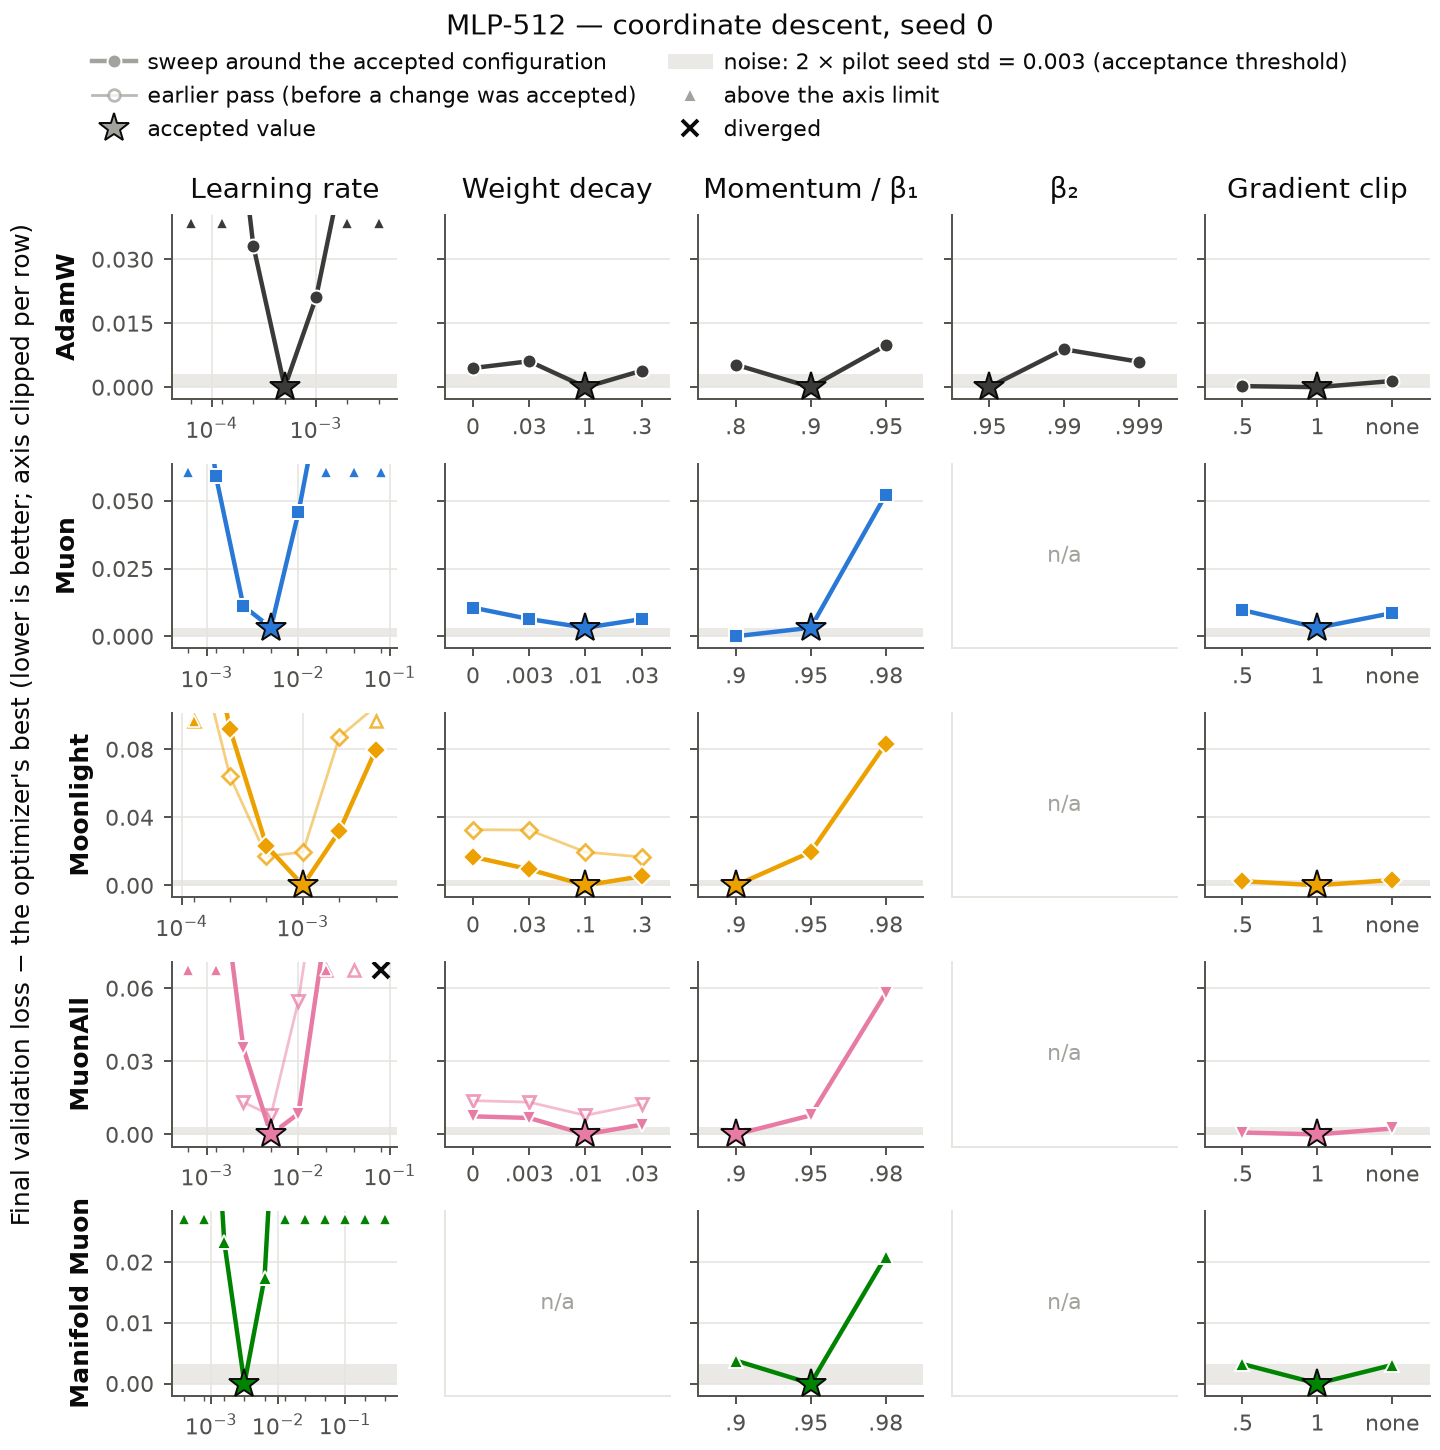 MLP-512 — coordinate descent, seed 0
sweep around the accepted configuration
earlier pass (before a change was accepted)
accepted value
noise: 2 × pilot seed std = 0.003 (acceptance threshold)
above the axis limit
diverged
Final validation loss − the optimizer's best (lower is better; axis clipped per row)
Learning rate
Weight decay
Momentum / β₁
β₂
Gradient clip
AdamW
0.030
0.015
0.000
10⁻⁴ 10⁻³
0 .03 .1 .3
.8 .9 .95
.95 .99 .999
.5 1 none
Muon
0.050
0.025
0.000
10⁻³ 10⁻² 10⁻¹
0 .003 .01 .03
.9 .95 .98
n/a
.5 1 none
Moonlight
0.08
0.04
0.00
10⁻⁴ 10⁻³
0 .03 .1 .3
.9 .95 .98
n/a
.5 1 none
MuonAll
0.06
0.03
0.00
10⁻³ 10⁻² 10⁻¹
0 .003 .01 .03
.9 .95 .98
n/a
.5 1 none
Manifold Muon
0.02
0.01
0.00
10⁻³ 10⁻² 10⁻¹
n/a
.9 .95 .98
n/a
.5 1 none